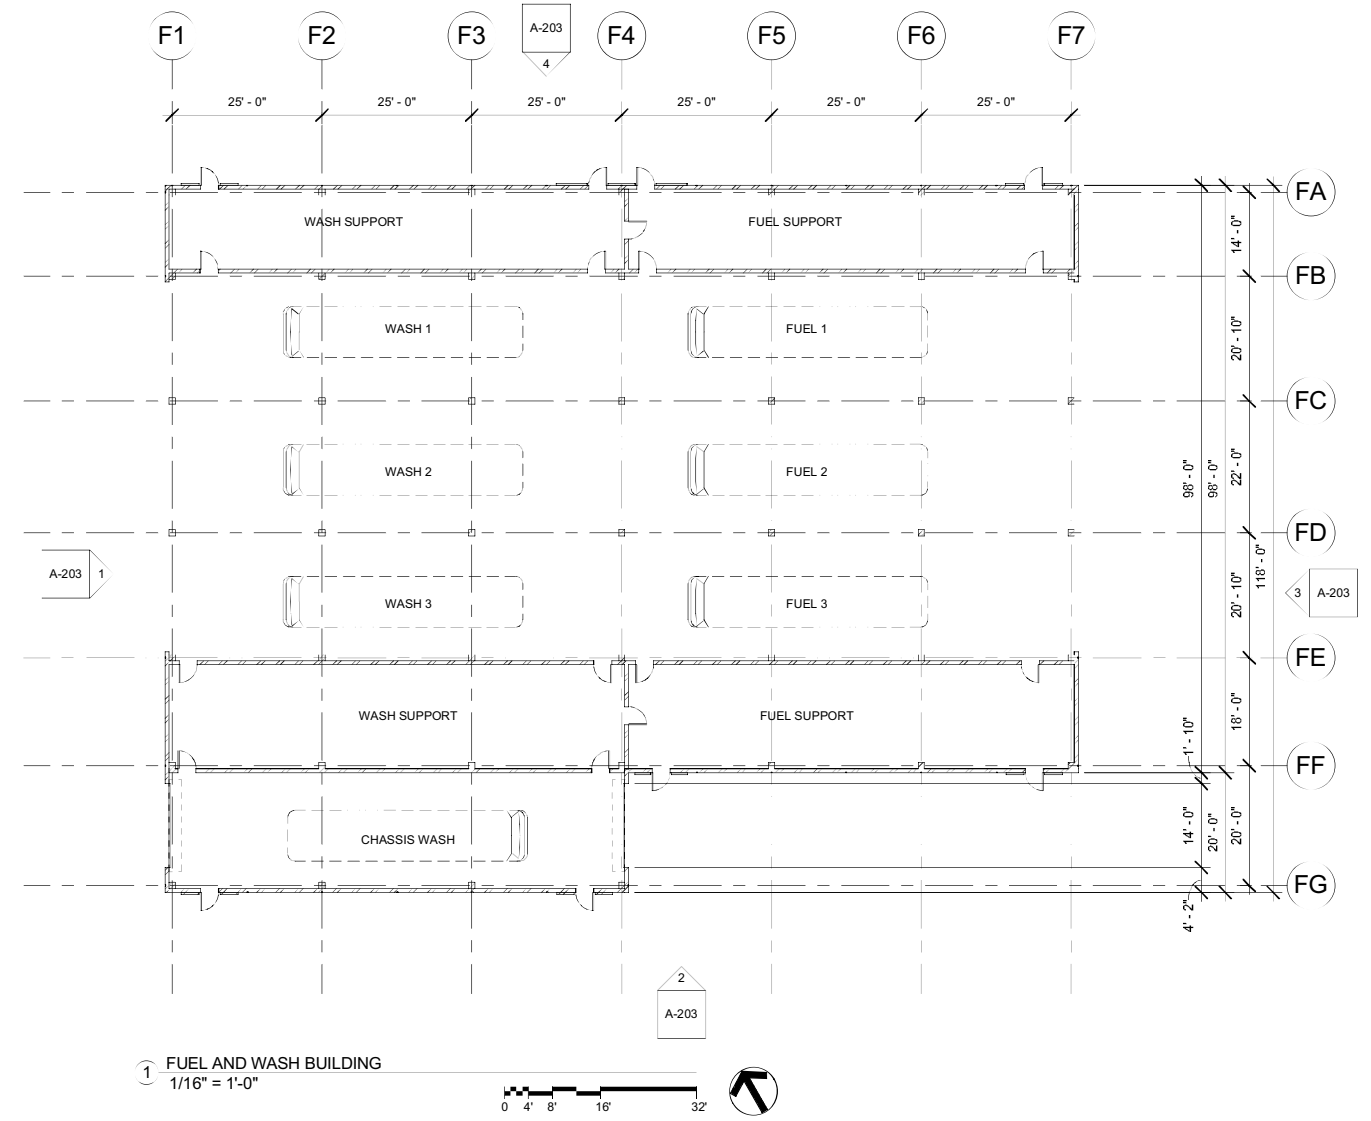 F1 F2 F3 A-203 F4 F5 F6 F7
4
25' - 0" 25' - 0" 25' - 0" 25' - 0" 25' - 0" 25' - 0"
FA
WASH SUPPORT FUEL SUPPORT
14' - 0"
FB
WASH 1 FUEL 1
20' - 10"
FC
WASH 2 FUEL 2
98' - 0" 98' - 0" 22' - 0"
FD
A-203 1
118' - 0"
3 A-203
WASH 3 FUEL 3
20' - 10"
FE
WASH SUPPORT FUEL SUPPORT
18' - 0"
1' - 10"
FF
CHASSIS WASH
14' - 0" 20' - 0" 20' - 0"
FG
4' - 2"
2
A-203
1 FUEL AND WASH BUILDING
1/16" = 1'-0"
0 4' 8' 16' 32'